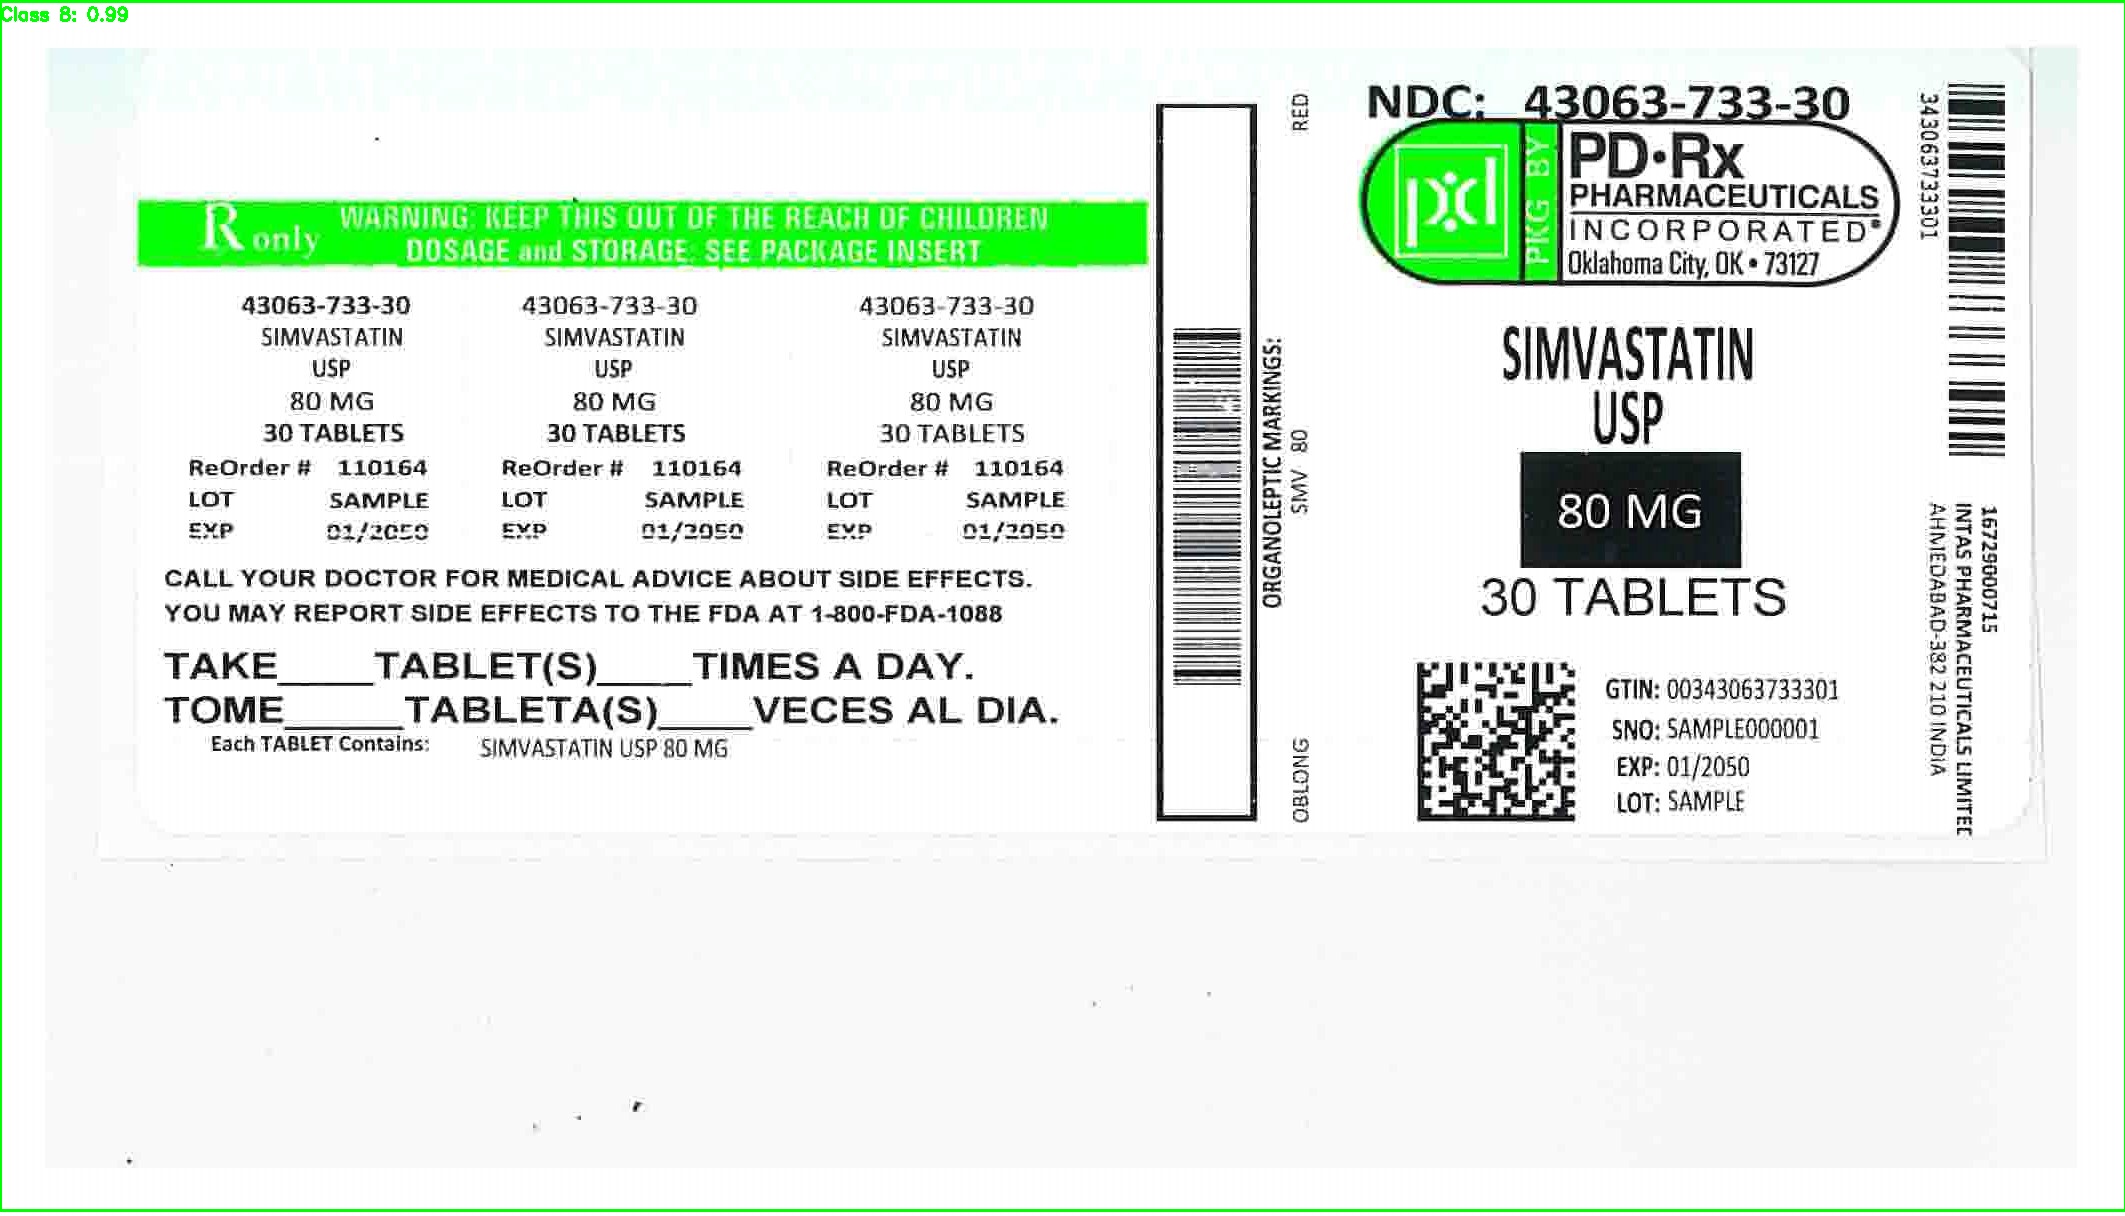 Class 8: 0.99
R only
WARNING: KEEP THIS OUT OF THE REACH OF CHILDREN
DOSAGE and STORAGE: SEE PACKAGE INSERT
43063-733-30 43063-733-30 43063-733-30
SIMVASTATIN SIMVASTATIN SIMVASTATIN
USP USP USP
80 MG 80 MG 80 MG
30 TABLETS 30 TABLETS 30 TABLETS
ReOrder # 110164 ReOrder # 110164 ReOrder # 110164
LOT SAMPLE LOT SAMPLE LOT SAMPLE
EXP 01/2050 EXP 01/2050 EXP 01/2050
CALL YOUR DOCTOR FOR MEDICAL ADVICE ABOUT SIDE EFFECTS.
YOU MAY REPORT SIDE EFFECTS TO THE FDA AT 1-800-FDA-1088
TAKE____TABLET(S)____TIMES A DAY.
TOME_____TABLETA(S)____VECES AL DIA.
Each TABLET Contains: SIMVASTATIN USP 80 MG
ORGANOLEPTIC MARKINGS:
OBLONG SMV 80 RED
NDC: 43063-733-30
pd
PKG BY
PD•Rx
PHARMACEUTICALS
INCORPORATED®
Oklahoma City, OK • 73127
SIMVASTATIN
USP
80 MG
30 TABLETS
GTIN: 00343063733301
SNO: SAMPLE000001
EXP: 01/2050
LOT: SAMPLE
343063733301
16729000715
INTAS PHARMACEUTICALS LIMITED
AHMEDABAD-382 210 INDIA